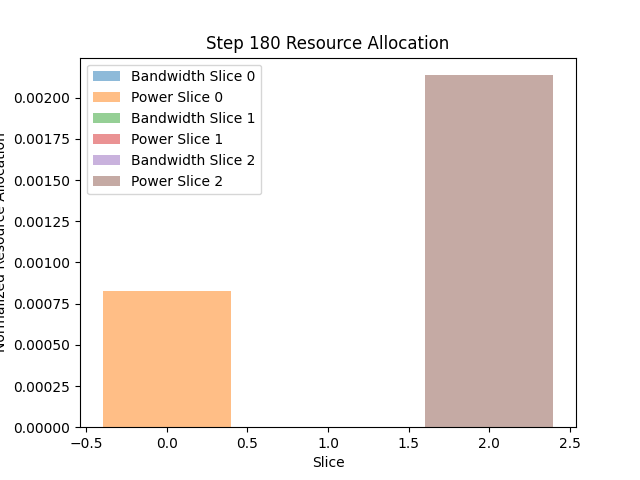 Step 180 Resource Allocation
Bandwidth Slice 0
Power Slice 0
Bandwidth Slice 1
Power Slice 1
Bandwidth Slice 2
Power Slice 2
Normalized Resource Allocation
0.00200
0.00175
0.00150
0.00125
0.00100
0.00075
0.00050
0.00025
0.00000
−0.5 0.0 0.5 1.0 1.5 2.0 2.5
Slice